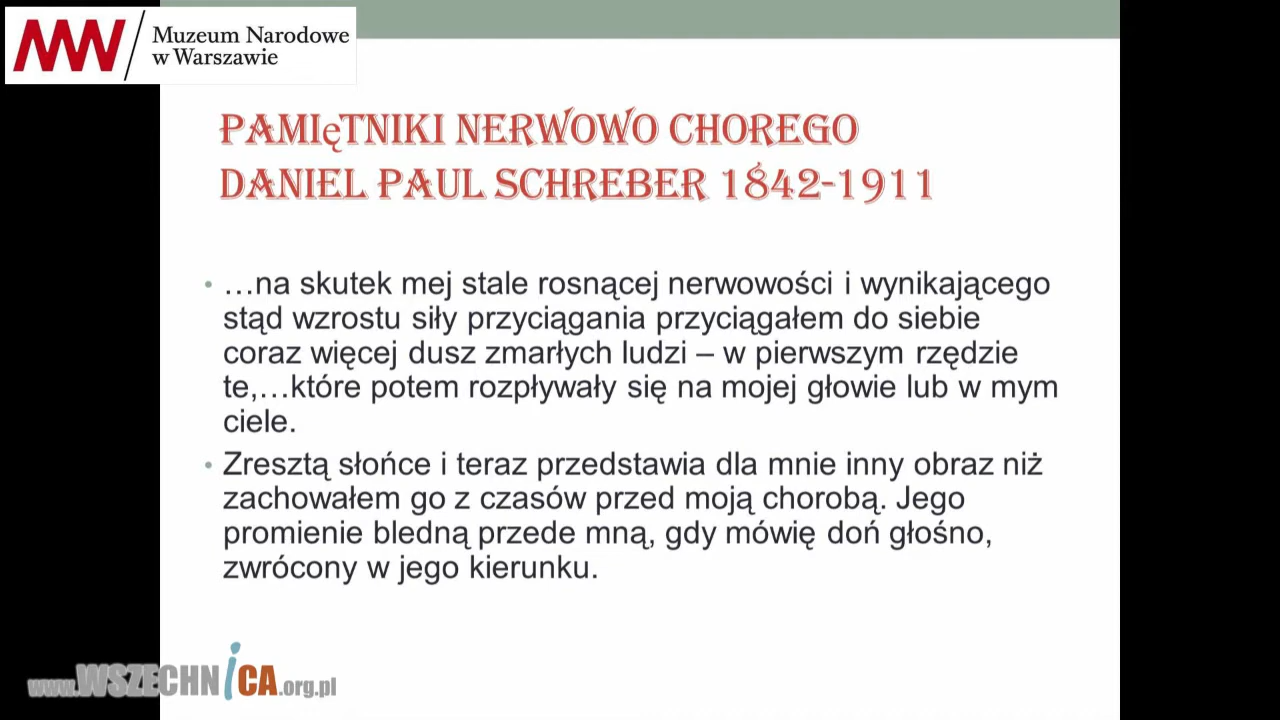 Muzeum Narodowe
w Warszawie
PAMIęTNIKI NERWOWO CHOREGO
DANIEL PAUL SCHREBER 1842-1911
• …na skutek mej stale rosnącej nerwowości i wynikającego
stąd wzrostu siły przyciągania przyciągałem do siebie
coraz więcej dusz zmarłych ludzi – w pierwszym rzędzie
te,…które potem rozpływały się na mojej głowie lub w mym
ciele.
• Zresztą słońce i teraz przedstawia dla mnie inny obraz niż
zachowałem go z czasów przed moją chorobą. Jego
promienie bledną przede mną, gdy mówię doń głośno,
zwrócony w jego kierunku.
www.WSZECHNiCA.org.pl